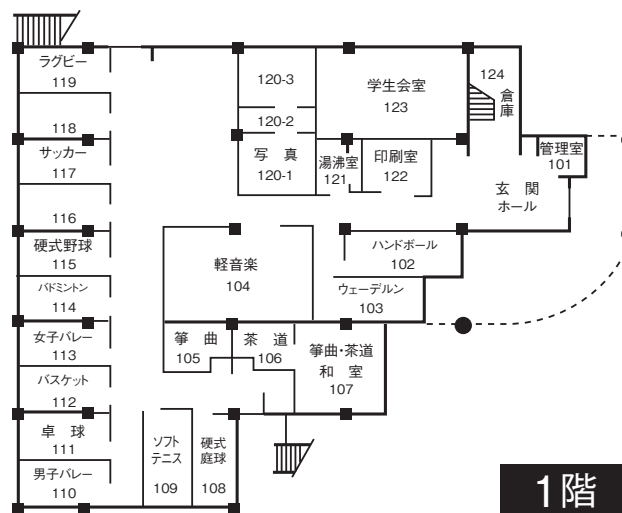 ラグビー
119
118
サッカー
117
116
硬式野球
115
バドミントン
114
女子バレー
113
バスケット
112
卓 球
111
男子バレー
110
120-3
120-2
写 真
120-1
学生会室
123
124
倉庫
湯沸室
121
印刷室
122
管理室
101
玄 関
ホール
ハンドボール
102
ウェーデルン
103
軽音楽
104
箏 曲
105
茶 道
106
箏曲・茶道
和 室
107
ソフト
テニス
109
硬式
庭球
108
1階